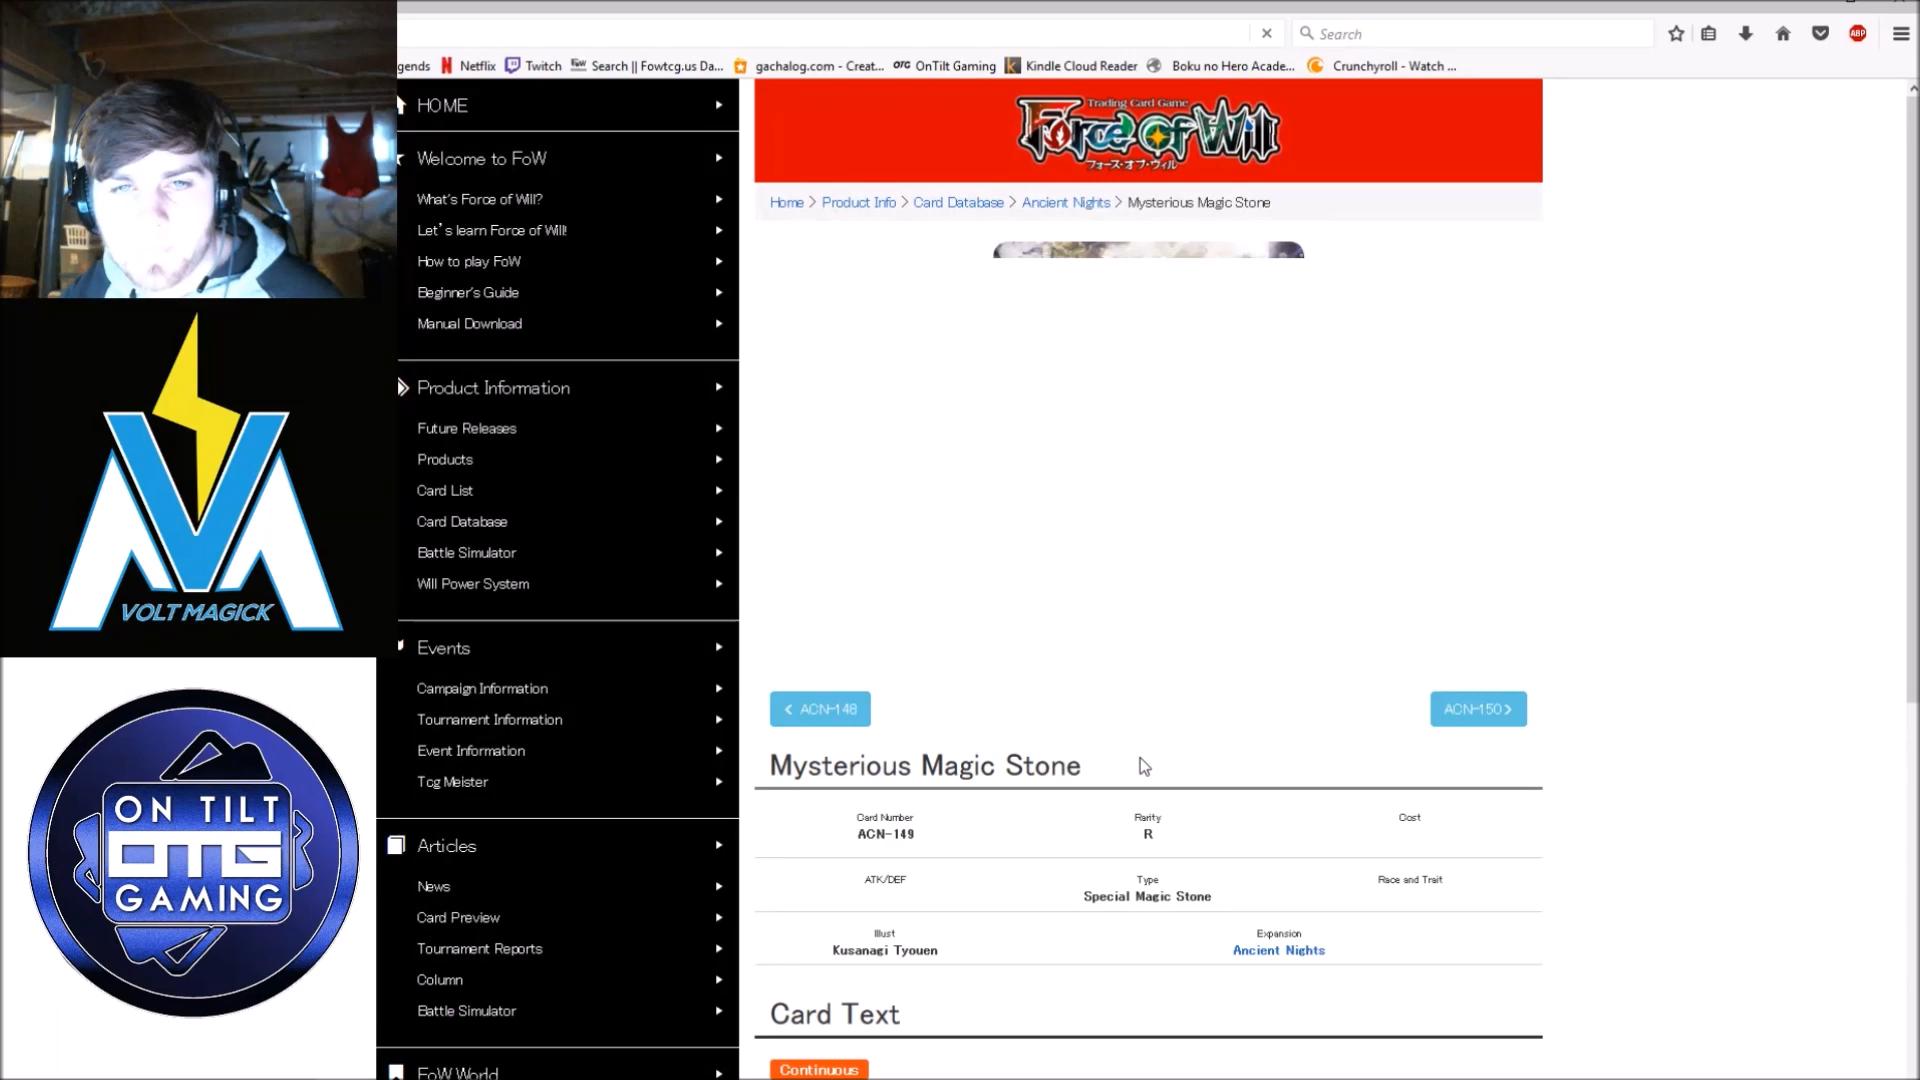 Search
gends
Netflix
Twitch
Search || Fowtcg.us Da...
gachalog.com - Creat...
OTG OnTilt Gaming
Kindle Cloud Reader
Boku no Hero Acade...
Crunchyroll - Watch ...
ABP
HOME
Welcome to FoW
What's Force of Will?
Let's learn Force of Will!
How to play FoW
Beginner's Guide
Manual Download
Product Information
Future Releases
Products
Card List
Card Database
Battle Simulator
Will Power System
Events
Campaign Information
Tournament Information
Event Information
Tcg Meister
Articles
News
Card Preview
Tournament Reports
Column
Battle Simulator
FoW World
Trading Card Game
Force of Will
フォース・オブ・ウィル
Home > Product Info > Card Database > Ancient Nights > Mysterious Magic Stone
< ACN-148
ACN-150 >
Mysterious Magic Stone
Card Number
ACN-149
Rarity
R
Cost
ATK/DEF
Type
Special Magic Stone
Race and Trait
Illust
Kusanagi Tyouen
Expansion
Ancient Nights
Card Text
Continuous
VM
VOLT MAGICK
ON TILT
OTG
GAMING